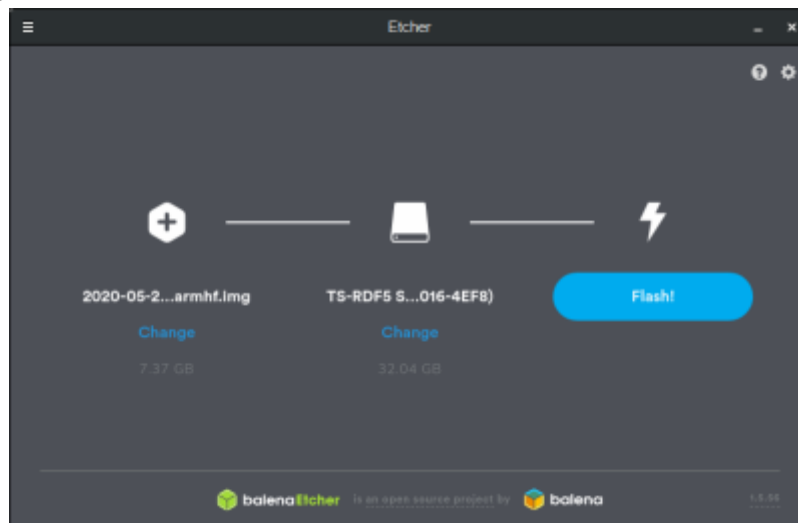 Etcher
2020-05-2...armhf.img
TS-RDF5 S...016-4EF8)
Flash!
Change
Change
7.37 GB
32.04 GB
balenaEtcher is an open source project by balena